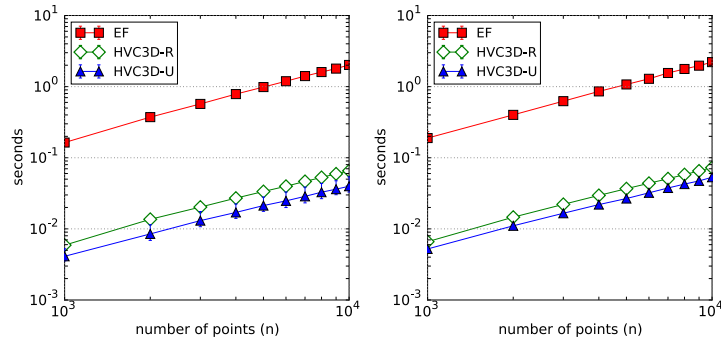 10^1
10^0
10^-1
10^-2
10^-3
seconds
EF
HVC3D-R
HVC3D-U
10^3
10^4
number of points (n)
10^1
10^0
10^-1
10^-2
10^-3
seconds
EF
HVC3D-R
HVC3D-U
10^3
10^4
number of points (n)